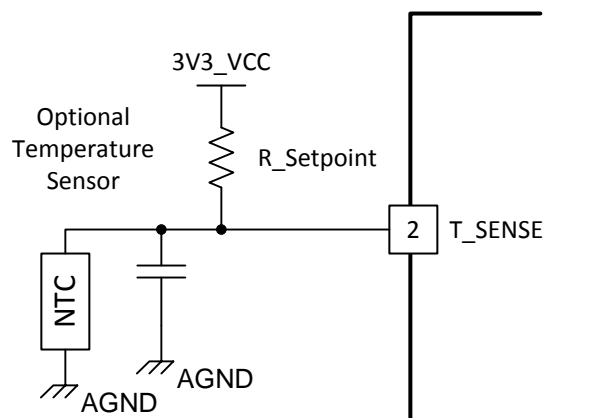 3V3_VCC
Optional
Temperature
Sensor
R_Setpoint
2
T_SENSE
NTC
AGND
AGND